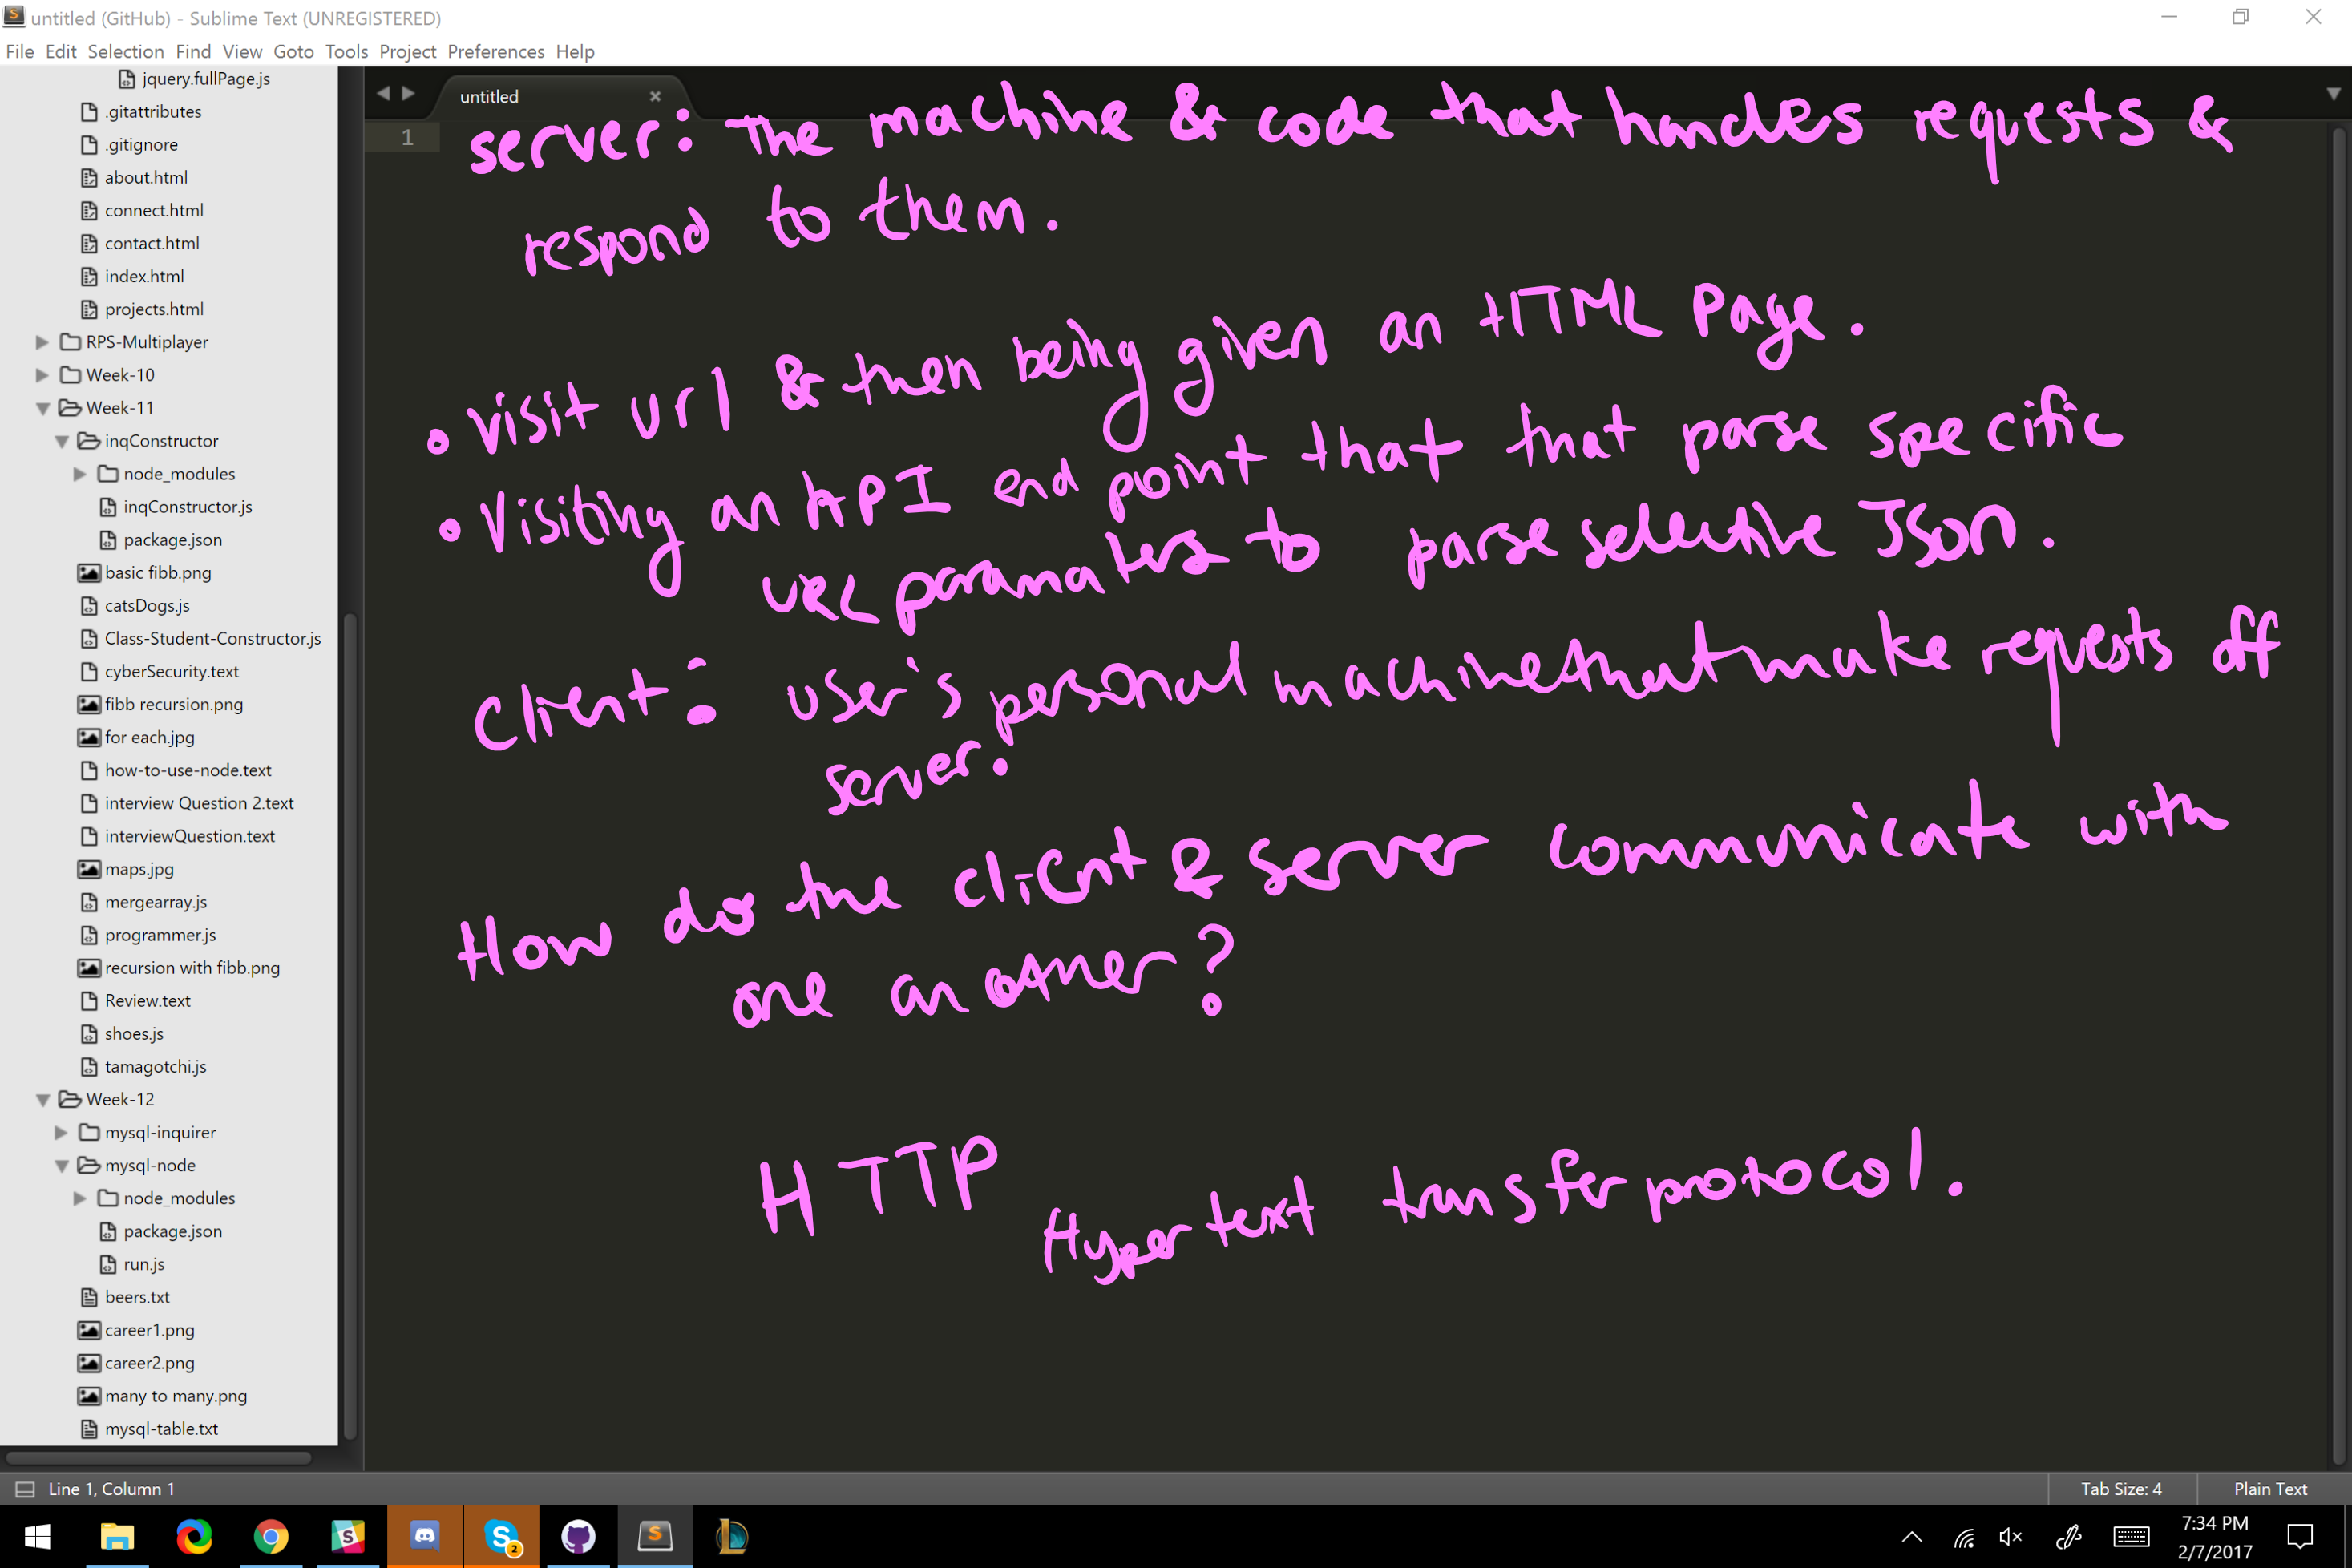 untitled (GitHub) - Sublime Text (UNREGISTERED)
File Edit Selection Find View Goto Tools Project Preferences Help
jquery.fullPage.js
.gitattributes
.gitignore
about.html
connect.html
contact.html
index.html
projects.html
RPS-Multiplayer
Week-10
Week-11
inqConstructor
node_modules
inqConstructor.js
package.json
basic fibb.png
catsDogs.js
Class-Student-Constructor.js
cyberSecurity.text
fibb recursion.png
for each.jpg
how-to-use-node.text
interview Question 2.text
interviewQuestion.text
maps.jpg
mergearray.js
programmer.js
recursion with fibb.png
Review.text
shoes.js
tamagotchi.js
Week-12
mysql-inquirer
mysql-node
node_modules
package.json
run.js
beers.txt
career1.png
career2.png
many to many.png
mysql-table.txt
untitled
1
server: The machine & code that handles requests &
respond to them.
• Visit url & then being given an HTML Page.
• Visiting an API end point that that parse specific
URL paramaters to parse selective JSON.
Client: user's personal machine that make requests off
server.
How do the client & server communicate with
one another?
HTTP Hyper text transfer protocol.
Line 1, Column 1
Tab Size: 4
Plain Text
2
7:34 PM
2/7/2017